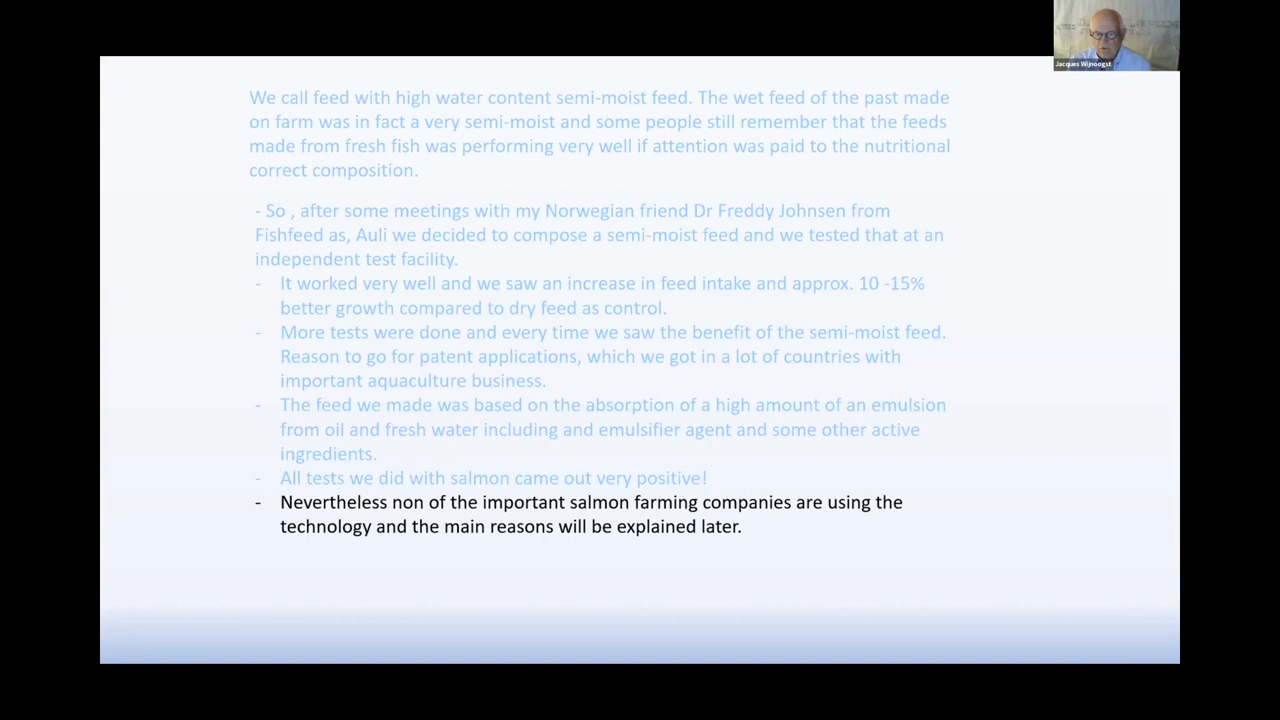 Jacques Wijnoogst
We call feed with high water content semi-moist feed. The wet feed of the past made
on farm was in fact a very semi-moist and some people still remember that the feeds
made from fresh fish was performing very well if attention was paid to the nutritional
correct composition.
- So , after some meetings with my Norwegian friend Dr Freddy Johnsen from
Fishfeed as, Auli we decided to compose a semi-moist feed and we tested that at an
independent test facility.
- It worked very well and we saw an increase in feed intake and approx. 10 -15%
better growth compared to dry feed as control.
- More tests were done and every time we saw the benefit of the semi-moist feed.
Reason to go for patent applications, which we got in a lot of countries with
important aquaculture business.
- The feed we made was based on the absorption of a high amount of an emulsion
from oil and fresh water including and emulsifier agent and some other active
ingredients.
- All tests we did with salmon came out very positive!
- Nevertheless non of the important salmon farming companies are using the
technology and the main reasons will be explained later.